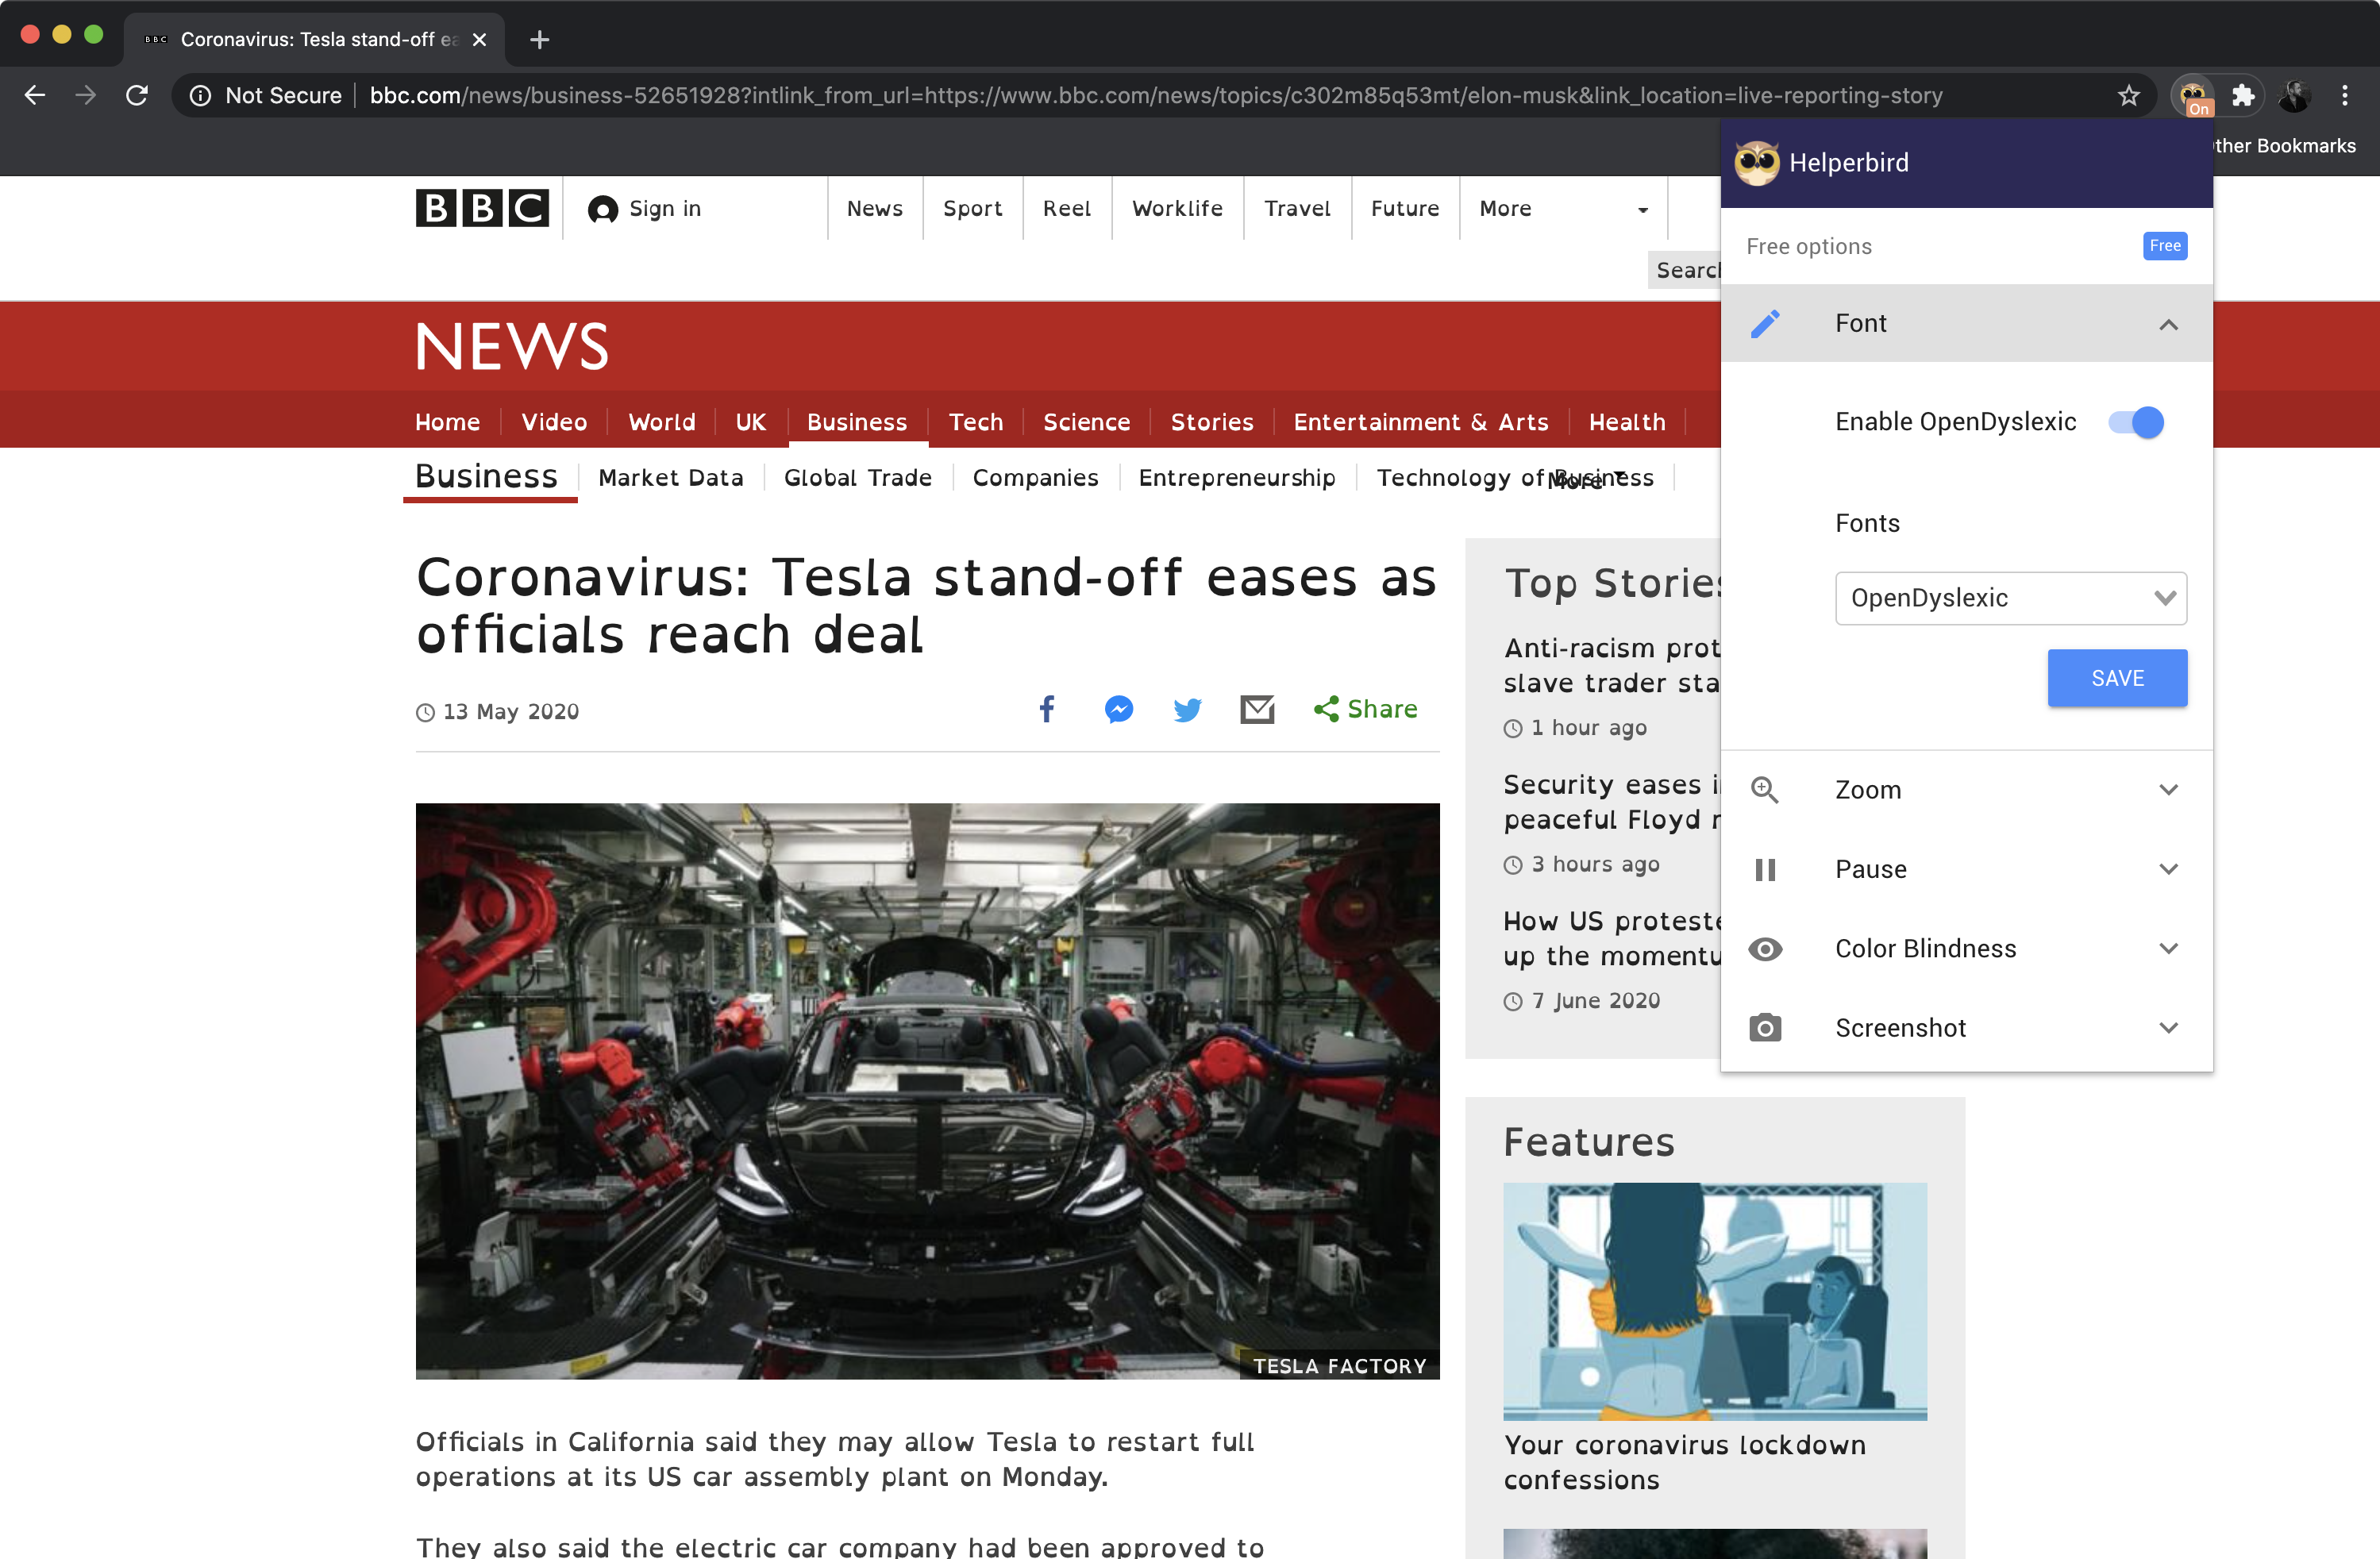 BBC Coronavirus: Tesla stand-off ea
Not Secure bbc.com/news/business-52651928?intlink_from_url=https://www.bbc.com/news/topics/c302m85q53mt/elon-musk&link_location=live-reporting-story
On
ther Bookmarks
BBC Sign in News Sport Reel Worklife Travel Future More
Search
NEWS
Home Video World UK Business Tech Science Stories Entertainment & Arts Health
Business Market Data Global Trade Companies Entrepreneurship Technology of Business More
Coronavirus: Tesla stand-off eases as
officials reach deal
13 May 2020
Share
TESLA FACTORY
Officials in California said they may allow Tesla to restart full
operations at its US car assembly plant on Monday.
They also said the electric car company had been approved to
Top Stories
Anti-racism prot
slave trader sta
1 hour ago
Security eases i
peaceful Floyd
3 hours ago
How US proteste
up the momentu
7 June 2020
Features
Your coronavirus lockdown
confessions
Helperbird
Free options Free
Font
Enable OpenDyslexic
Fonts
OpenDyslexic
SAVE
Zoom
Pause
Color Blindness
Screenshot